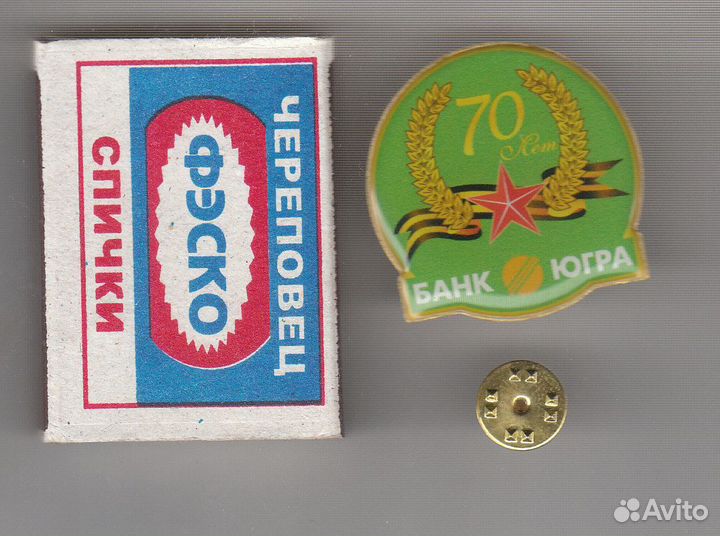 ЧЕРЕПОВЕЦ
ФЭСКО
СПИЧКИ
70
лет
БАНК ЮГРА
Avito